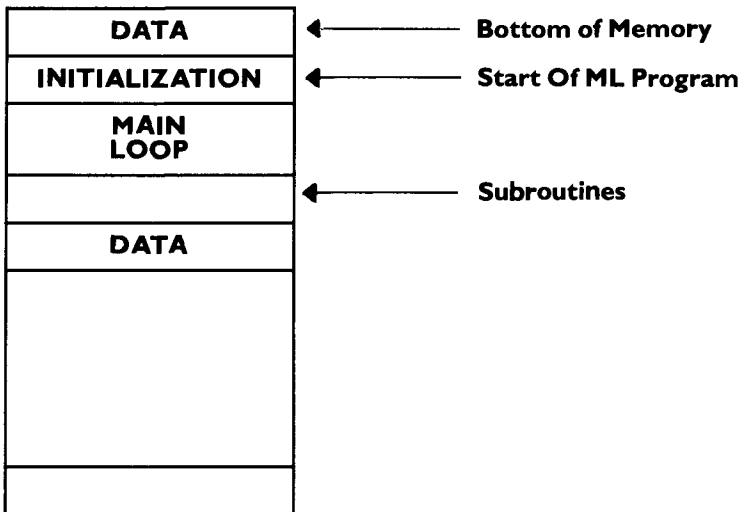 DATA
Bottom of Memory
INITIALIZATION
Start Of ML Program
MAIN
LOOP
Subroutines
DATA